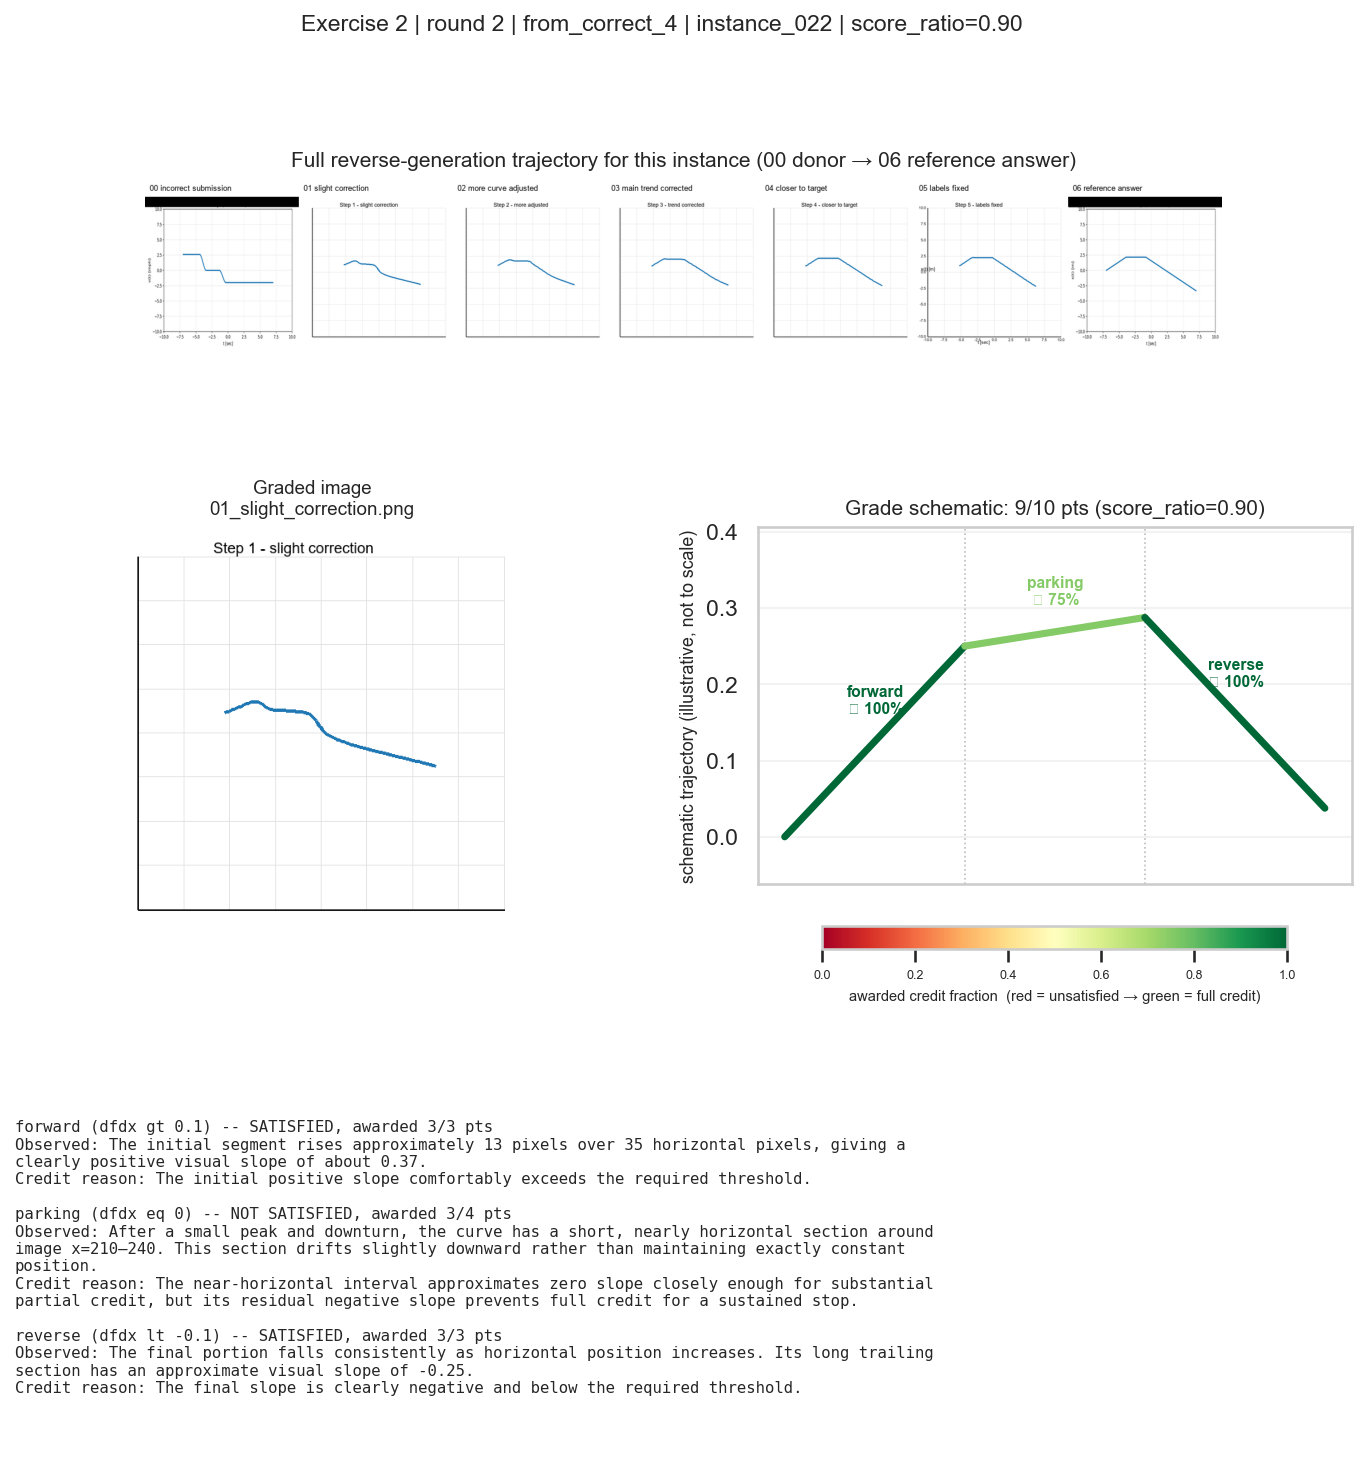 Exercise 2 | round 2 | from_correct_4 | instance_022 | score_ratio=0.90
Full reverse-generation trajectory for this instance (00 donor → 06 reference answer)
00 incorrect submission
01 slight correction
02 more curve adjusted
03 main trend corrected
04 closer to target
05 labels fixed
06 reference answer
Step 1 - slight correction
Step 2 - more adjusted
Step 3 - trend corrected
Step 4 - closer to target
Step 5 - labels fixed
Graded image
01_slight_correction.png
Step 1 - slight correction
Grade schematic: 9/10 pts (score_ratio=0.90)
schematic trajectory (illustrative, not to scale)
0.4
0.3
0.2
0.1
0.0
forward
100%
parking
75%
reverse
100%
0.0 0.2 0.4 0.6 0.8 1.0
awarded credit fraction (red = unsatisfied → green = full credit)
forward (dfdx gt 0.1) -- SATISFIED, awarded 3/3 pts
Observed: The initial segment rises approximately 13 pixels over 35 horizontal pixels, giving a
clearly positive visual slope of about 0.37.
Credit reason: The initial positive slope comfortably exceeds the required threshold.
parking (dfdx eq 0) -- NOT SATISFIED, awarded 3/4 pts
Observed: After a small peak and downturn, the curve has a short, nearly horizontal section around
image x=210–240. This section drifts slightly downward rather than maintaining exactly constant
position.
Credit reason: The near-horizontal interval approximates zero slope closely enough for substantial
partial credit, but its residual negative slope prevents full credit for a sustained stop.
reverse (dfdx lt -0.1) -- SATISFIED, awarded 3/3 pts
Observed: The final portion falls consistently as horizontal position increases. Its long trailing
section has an approximate visual slope of -0.25.
Credit reason: The final slope is clearly negative and below the required threshold.